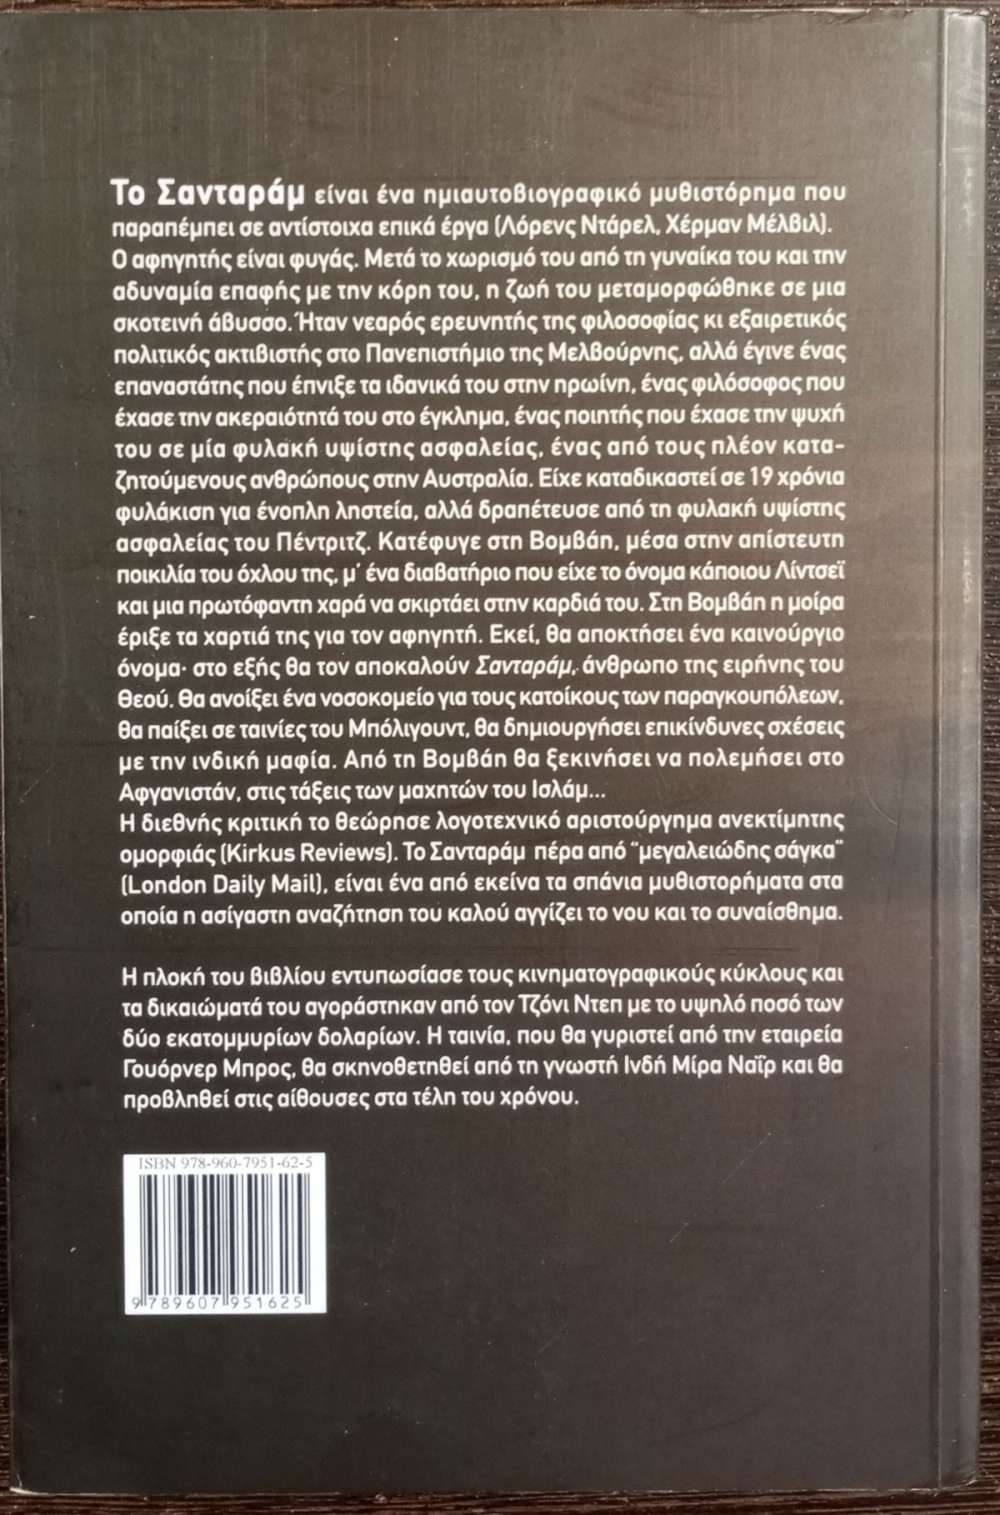 Το Σανταράμ είναι ένα ημιαυτοβιογραφικό μυθιστόρημα που
παραπέμπει σε αντίστοιχα επικά έργα (Λόρενς Ντάρελ, Χέρμαν Μέλβιλ).
Ο αφηγητής είναι φυγάς. Μετά το χωρισμό του από τη γυναίκα του και την
αδυναμία επαφής με την κόρη του, η ζωή του μεταμορφώθηκε σε μια
σκοτεινή άβυσσο. Ήταν νεαρός ερευνητής της φιλοσοφίας κι εξαιρετικός
πολιτικός ακτιβιστής στο Πανεπιστήμιο της Μελβούρνης, αλλά έγινε ένας
επαναστάτης που έπνιξε τα ιδανικά του στην ηρωίνη, ένας φιλόσοφος που
έχασε την ακεραιότητά του στο έγκλημα, ένας ποιητής που έχασε την ψυχή
του σε μία φυλακή υψίστης ασφαλείας, ένας από τους πλέον κατα-
ζητούμενους ανθρώπους στην Αυστραλία. Είχε καταδικαστεί σε 19 χρόνια
φυλάκιση για ένοπλη ληστεία, αλλά δραπέτευσε από τη φυλακή υψίστης
ασφαλείας του Πέντριτζ. Κατέφυγε στη Βομβάη, μέσα στην απίστευτη
ποικιλία του όχλου της, μ' ένα διαβατήριο που είχε το όνομα κάποιου Λίντσεϊ
και μια πρωτόφαντη χαρά να σκιρτάει στην καρδιά του. Στη Βομβάη η μοίρα
έριξε τα χαρτιά της για τον αφηγητή. Εκεί, θα αποκτήσει ένα καινούργιο
όνομα· στο εξής θα τον αποκαλούν Σανταράμ, άνθρωπο της ειρήνης του
Θεού. Θα ανοίξει ένα νοσοκομείο για τους κατοίκους των παραγκουπόλεων,
θα παίξει σε ταινίες του Μπόλιγουντ, θα δημιουργήσει επικίνδυνες σχέσεις
με την ινδική μαφία. Από τη Βομβάη θα ξεκινήσει να πολεμήσει στο
Αφγανιστάν, στις τάξεις των μαχητών του Ισλάμ...
Η διεθνής κριτική το θεώρησε λογοτεχνικό αριστούργημα ανεκτίμητης
ομορφιάς (Kirkus Reviews). Το Σανταράμ πέρα από "μεγαλειώδης σάγκα"
(London Daily Mail), είναι ένα από εκείνα τα σπάνια μυθιστορήματα στα
οποία η ασίγαστη αναζήτηση του καλού αγγίζει το νου και το συναίσθημα.
Η πλοκή του βιβλίου εντυπωσίασε τους κινηματογραφικούς κύκλους και
τα δικαιώματά του αγοράστηκαν από τον Τζόνι Ντεπ με το υψηλό ποσό των
δύο εκατομμυρίων δολαρίων. Η ταινία, που θα γυριστεί από την εταιρεία
Γουόρνερ Μπρος, θα σκηνοθετηθεί από τη γνωστή Ινδή Μίρα Ναΐρ και θα
προβληθεί στις αίθουσες στα τέλη του χρόνου.
ISBN 978-960-7951-62-5
9 789607 951625